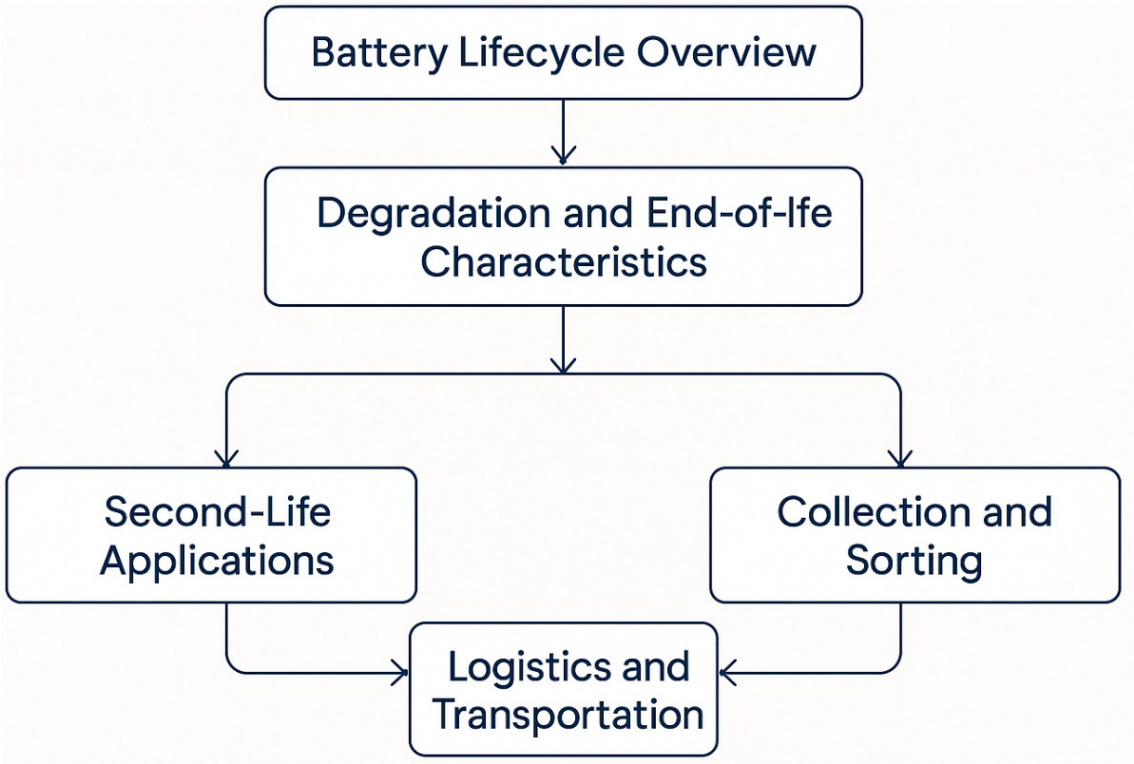 Battery Lifecycle Overview
Degradation and End-of-lfe
Characteristics
Second-Life
Applications
Collection and
Sorting
Logistics and
Transportation